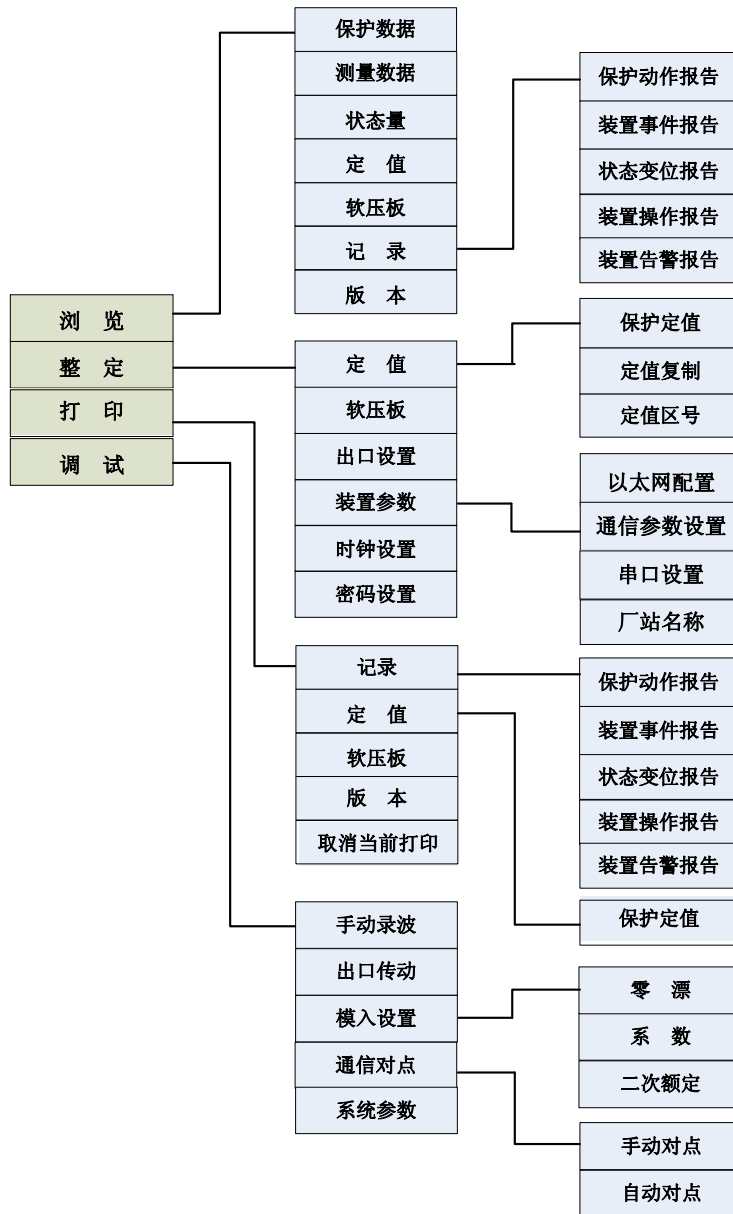 浏 览
整 定
打 印
调 试
保护数据
测量数据
状态量
定 值
软压板
记 录
版 本
保护动作报告
装置事件报告
状态变位报告
装置操作报告
装置告警报告
定 值
软压板
出口设置
装置参数
时钟设置
密码设置
保护定值
定值复制
定值区号
以太网配置
通信参数设置
串口设置
厂站名称
记录
定 值
软压板
版 本
取消当前打印
保护动作报告
装置事件报告
状态变位报告
装置操作报告
装置告警报告
保护定值
手动录波
出口传动
模入设置
通信对点
系统参数
零 漂
系 数
二次额定
手动对点
自动对点